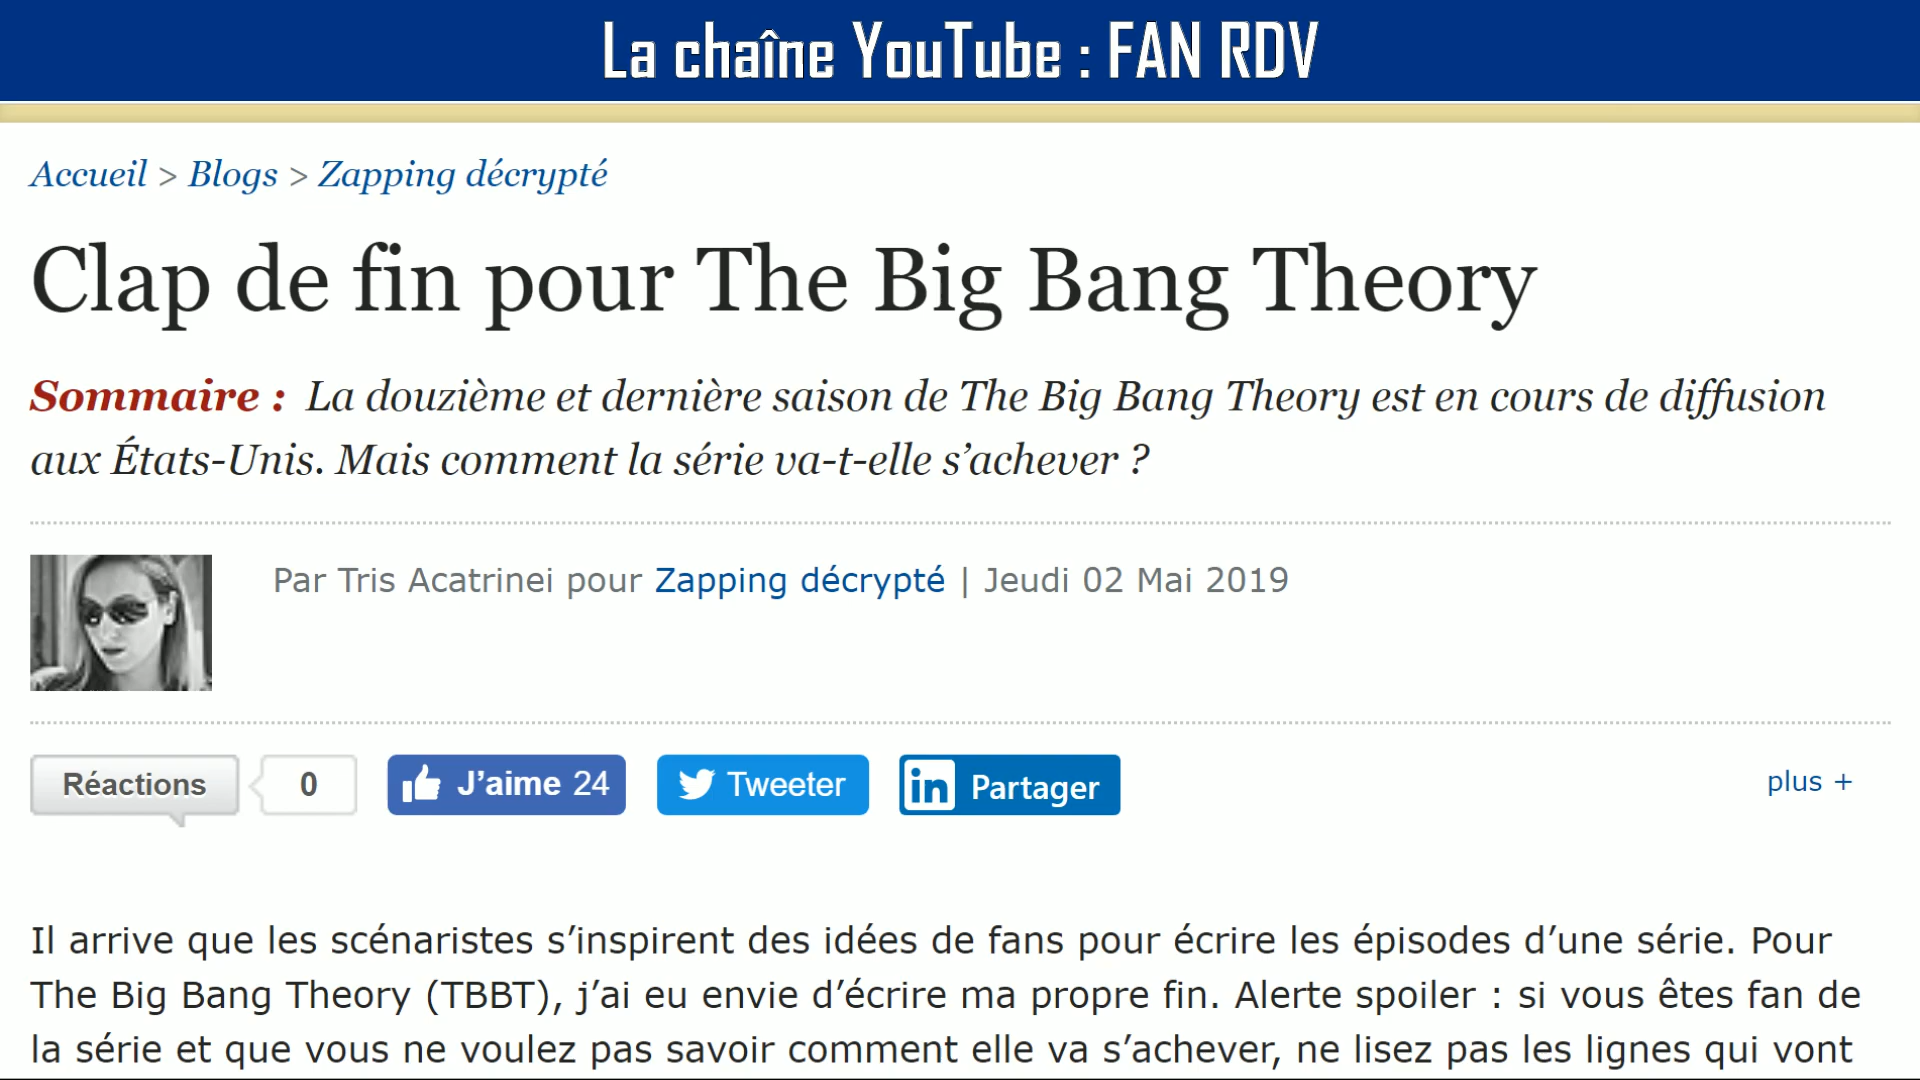 La chaîne YouTube : FAN RDV
Accueil > Blogs > Zapping décrypté
Clap de fin pour The Big Bang Theory
Sommaire : La douzième et dernière saison de The Big Bang Theory est en cours de diffusion
aux États-Unis. Mais comment la série va-t-elle s’achever ?
Par Tris Acatrinei pour Zapping décrypté | Jeudi 02 Mai 2019
Réactions 0 J’aime 24 Tweeter in Partager plus +
Il arrive que les scénaristes s’inspirent des idées de fans pour écrire les épisodes d’une série. Pour
The Big Bang Theory (TBBT), j’ai eu envie d’écrire ma propre fin. Alerte spoiler : si vous êtes fan de
la série et que vous ne voulez pas savoir comment elle va s’achever, ne lisez pas les lignes qui vont